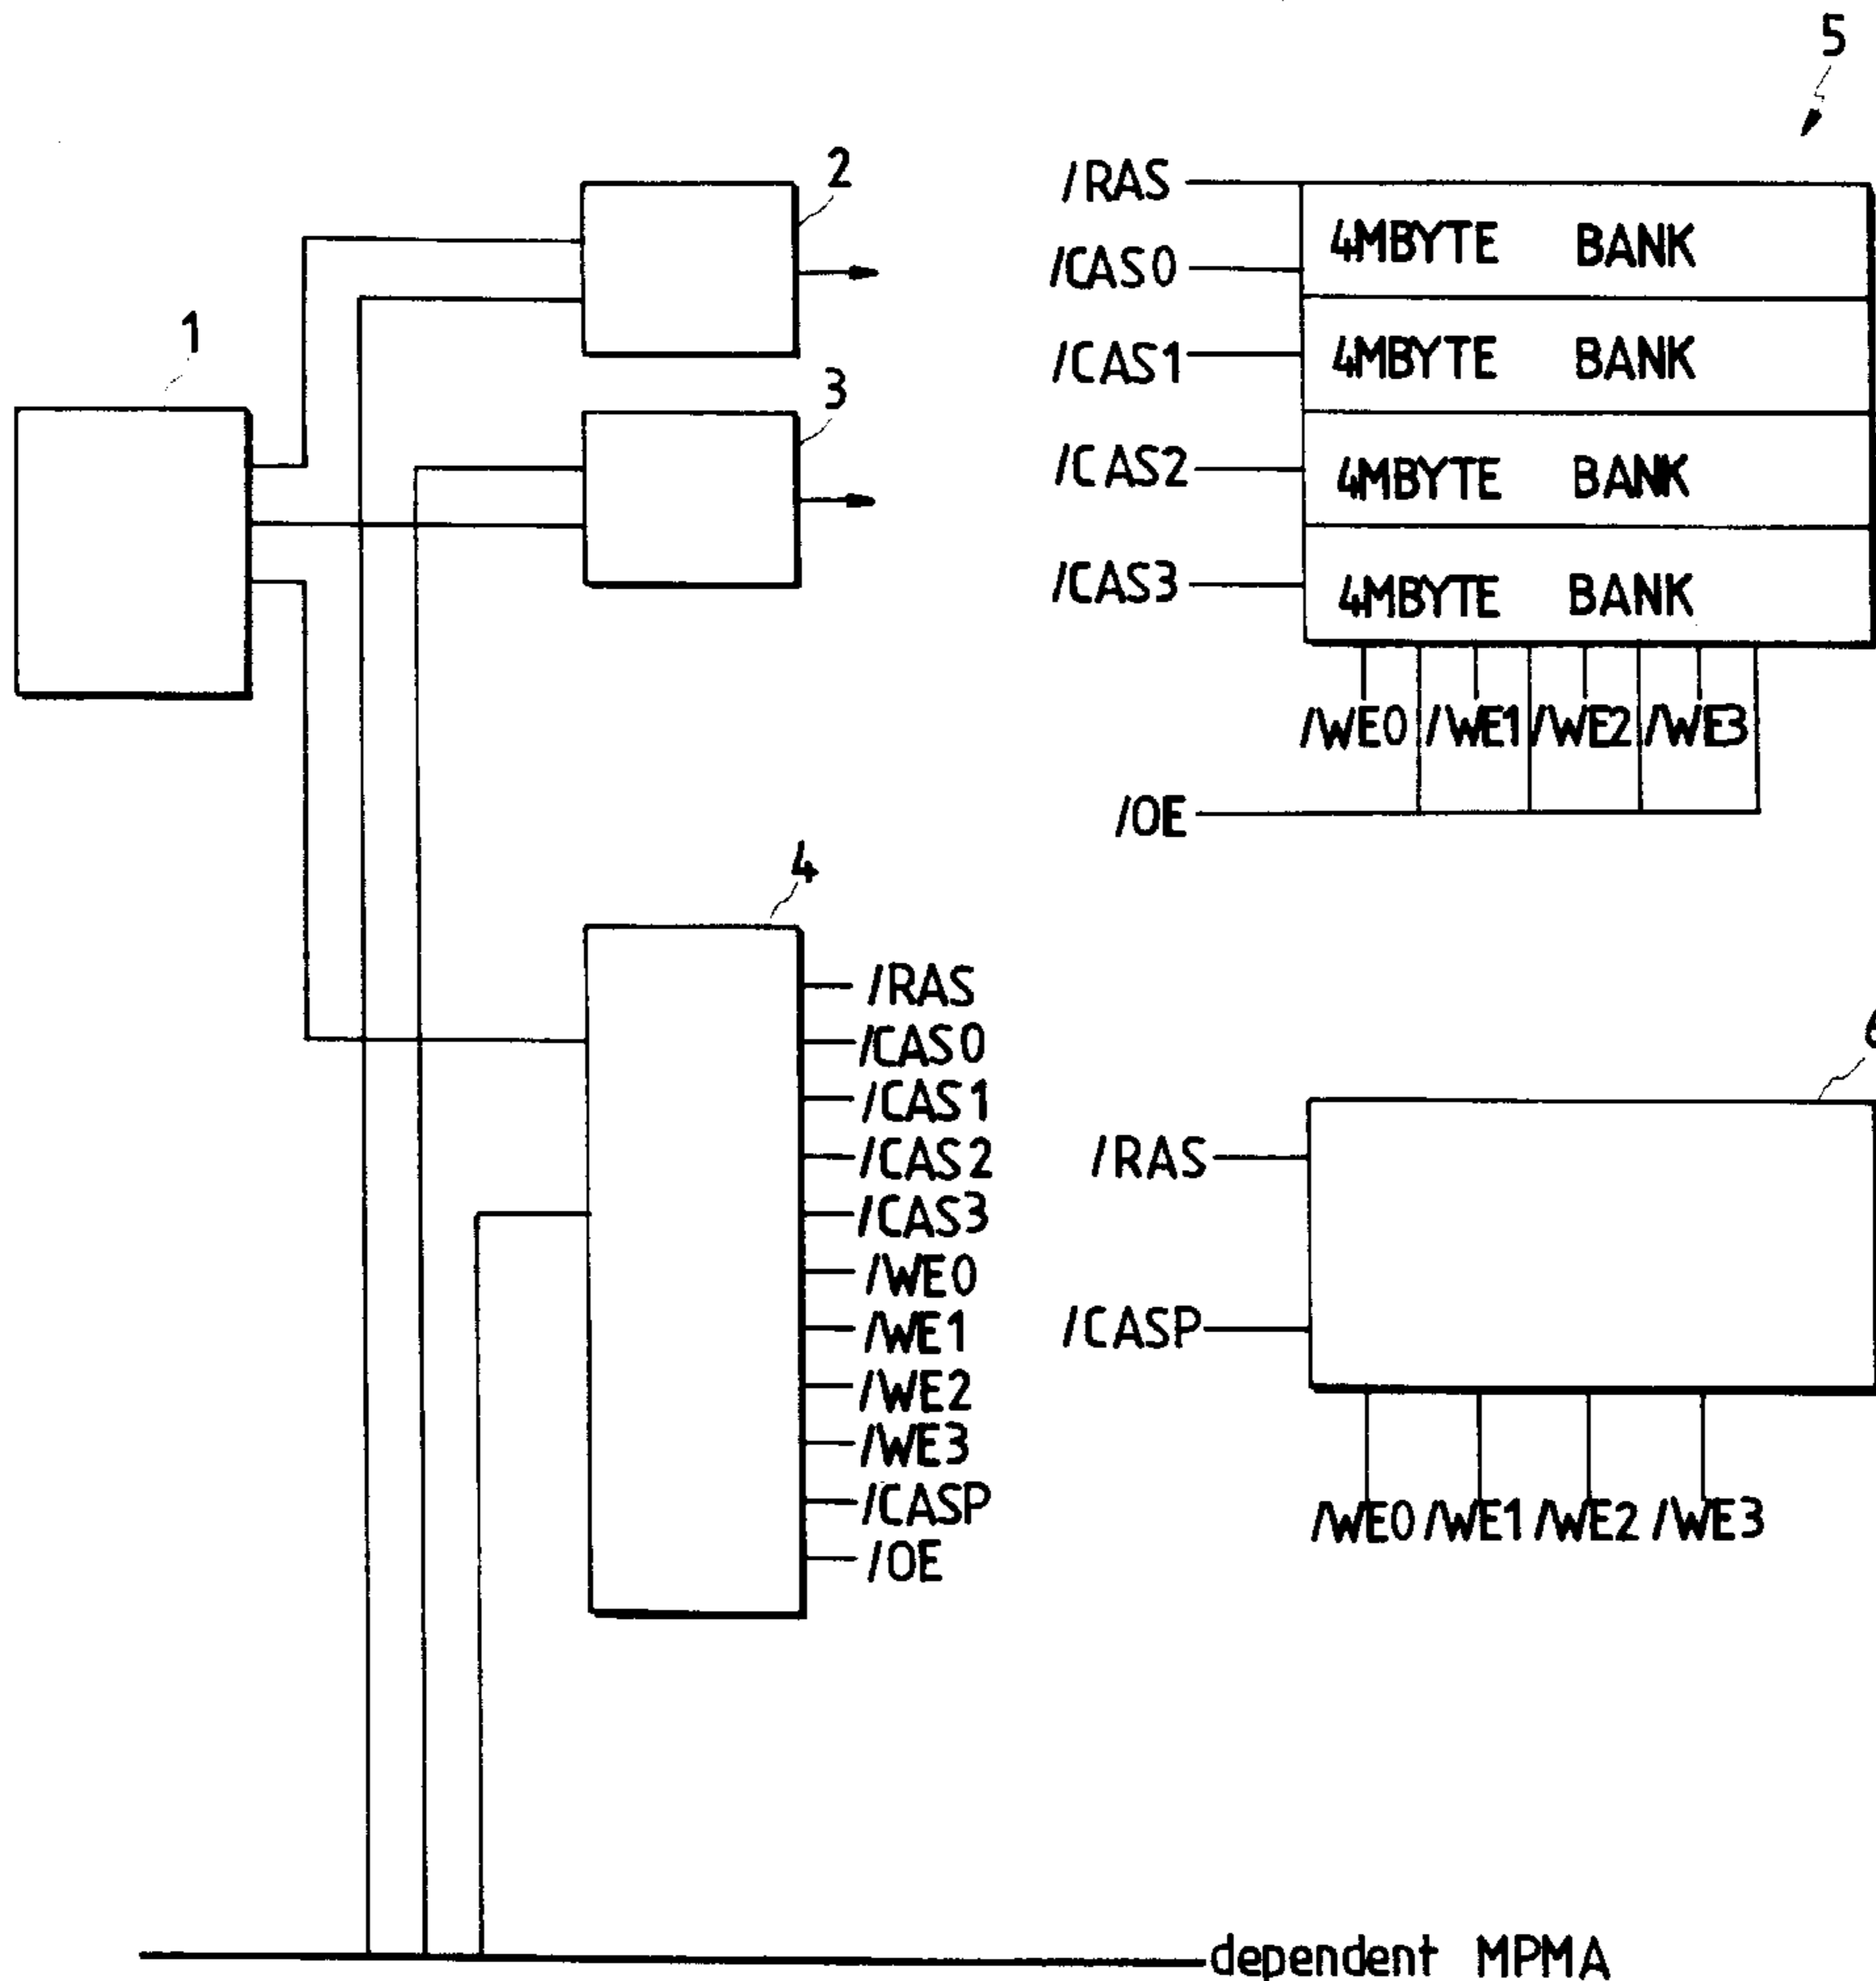 5
2
/RAS
4MBYTE BANK
/CAS0
1
/CAS1
4MBYTE BANK
3
/CAS2
4MBYTE BANK
/CAS3
4MBYTE BANK
/WE0 /WE1 /WE2 /WE3
/OE
4
/RAS
/CAS0
/CAS1
/CAS2
/CAS3
/WE0
/WE1
/WE2
/WE3
/CASP
/OE
6
/RAS
/CASP
/WE0 /WE1 /WE2 /WE3
dependent MPMA